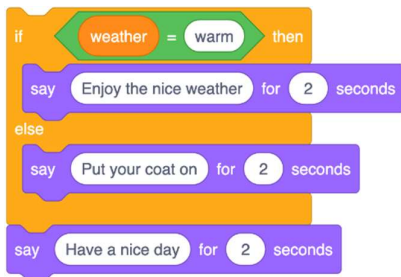 if weather = warm then
say Enjoy the nice weather for 2 seconds
else
say Put your coat on for 2 seconds
say Have a nice day for 2 seconds